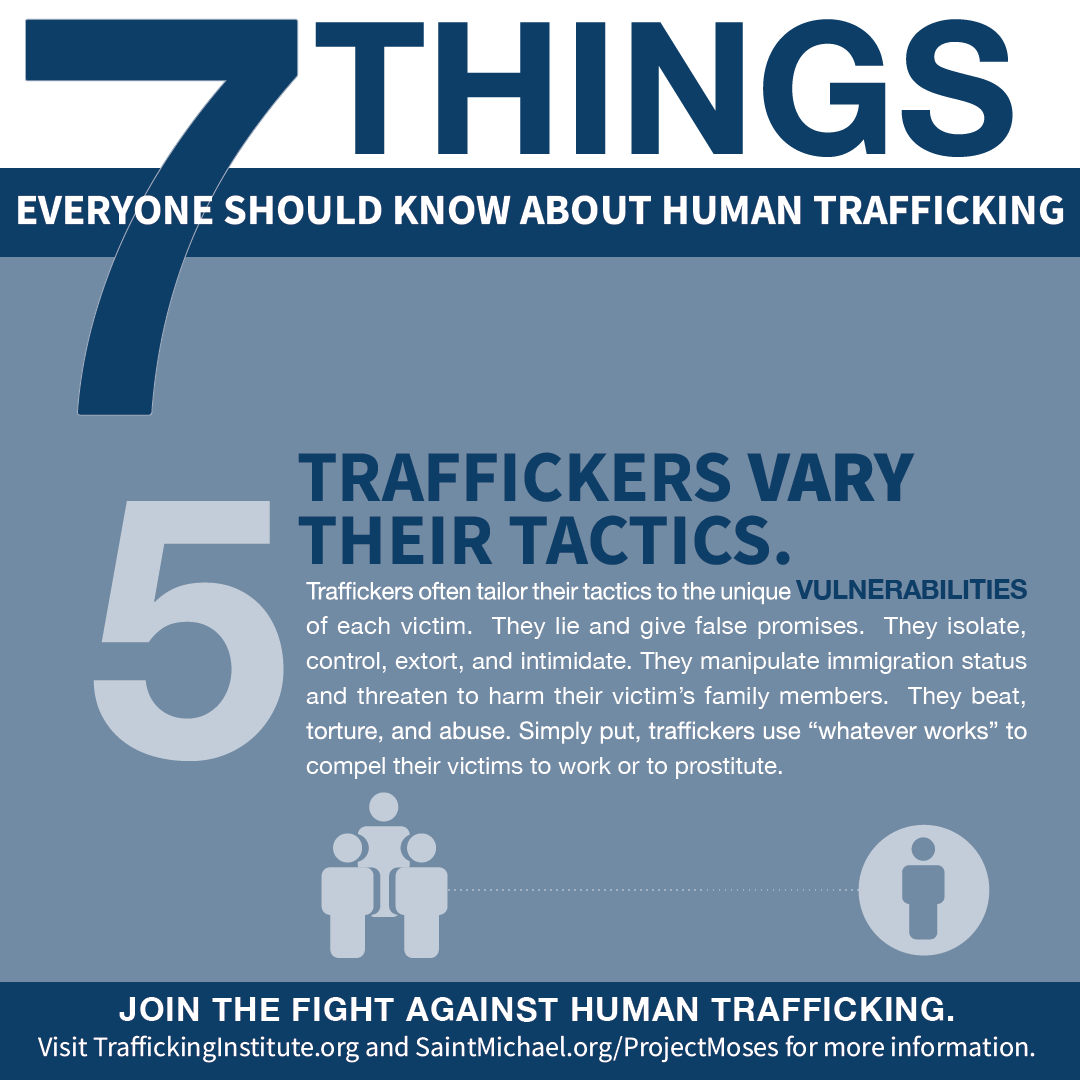 7 THINGS
EVERYONE SHOULD KNOW ABOUT HUMAN TRAFFICKING
5
TRAFFICKERS VARY
THEIR TACTICS.
Traffickers often tailor their tactics to the unique VULNERABILITIES
of each victim.  They lie and give false promises.  They isolate,
control, extort, and intimidate. They manipulate immigration status
and threaten to harm their victim’s family members.  They beat,
torture, and abuse. Simply put, traffickers use “whatever works” to
compel their victims to work or to prostitute.
JOIN THE FIGHT AGAINST HUMAN TRAFFICKING.
Visit TraffickingInstitute.org and SaintMichael.org/ProjectMoses for more information.